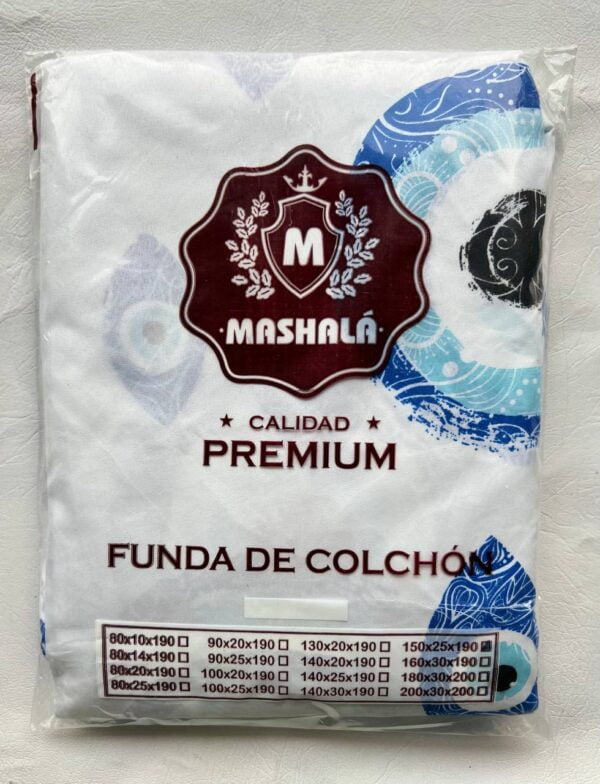 M
MASHALÁ
★ CALIDAD ★
PREMIUM
FUNDA DE COLCHÓN
80x10x190 ☐ 90x20x190 ☐ 130x20x190 ☐ 150x25x190 ☑
80x14x190 ☐ 90x25x190 ☐ 140x20x190 ☐ 160x30x190 ☐
80x20x190 ☐ 100x20x190 ☐ 140x25x190 ☐ 180x30x200 ☐
80x25x190 ☐ 100x25x190 ☐ 140x30x190 ☐ 200x30x200 ☐